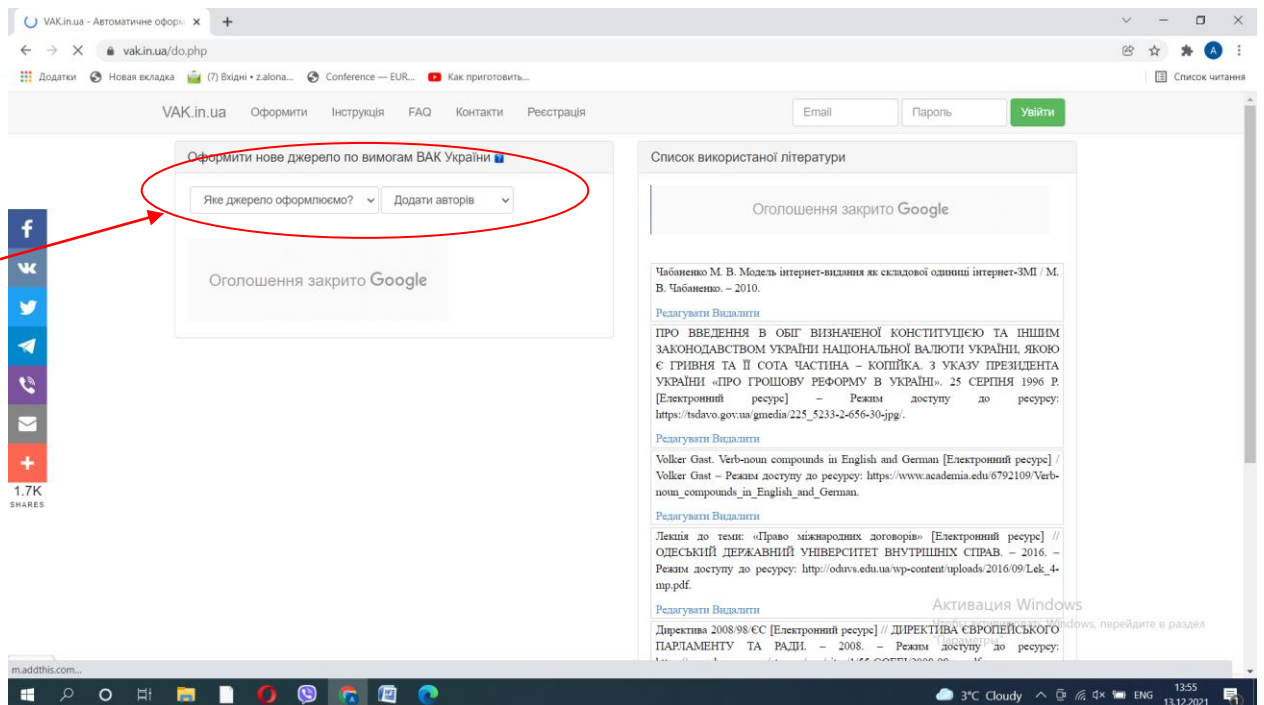 VAK.in.ua - Автоматичне оформ
vak.in.ua/do.php
Додатки Новая вкладка (7) Вхідні • z.alona... Conference — EUR... Как приготовить... Список читання
VAK.in.ua Оформити Інструкція FAQ Контакти Реєстрація Email Пароль Увійти
Оформити нове джерело по вимогам ВАК України ?
Яке джерело оформлюємо? Додати авторів
Оголошення закрито Google
1.7K
SHARES
Список використаної літератури
Оголошення закрито Google
Чабаненко М. В. Модель інтернет-видання як складової одиниці інтернет-ЗМІ / М.
В. Чабаненко. – 2010.
Редагувати Видалити
ПРО ВВЕДЕННЯ В ОБІГ ВИЗНАЧЕНОЇ КОНСТИТУЦІЄЮ ТА ІНШИМ
ЗАКОНОДАВСТВОМ УКРАЇНИ НАЦІОНАЛЬНОЇ ВАЛЮТИ УКРАЇНИ, ЯКОЮ
Є ГРИВНЯ ТА ЇЇ СОТА ЧАСТИНА – КОПІЙКА. З УКАЗУ ПРЕЗИДЕНТА
УКРАЇНИ «ПРО ГРОШОВУ РЕФОРМУ В УКРАЇНІ». 25 СЕРПНЯ 1996 Р.
[Електронний ресурс] – Режим доступу до ресурсу:
https://tsdavo.gov.ua/gmedia/225_5233-2-656-30-jpg/.
Редагувати Видалити
Volker Gast. Verb-noun compounds in English and German [Електронний ресурс] /
Volker Gast – Режим доступу до ресурсу: https://www.academia.edu/6792109/Verb-
noun_compounds_in_English_and_German.
Редагувати Видалити
Лекція до теми: «Право міжнародних договорів» [Електронний ресурс] //
ОДЕСЬКИЙ ДЕРЖАВНИЙ УНІВЕРСИТЕТ ВНУТРІШНІХ СПРАВ. – 2016. –
Режим доступу до ресурсу: http://oduvs.edu.ua/wp-content/uploads/2016/09/Lek_4-
mp.pdf.
Редагувати Видалити
Директива 2008/98/ЄС [Електронний ресурс] // ДИРЕКТИВА ЄВРОПЕЙСЬКОГО
ПАРЛАМЕНТУ ТА РАДИ. – 2008. – Режим доступу до ресурсу:
Активация Windows
Чтобы активировать Windows, перейдите в раздел
"Параметры".
m.addthis.com...
3°C Cloudy ENG 13:55
13.12.2021